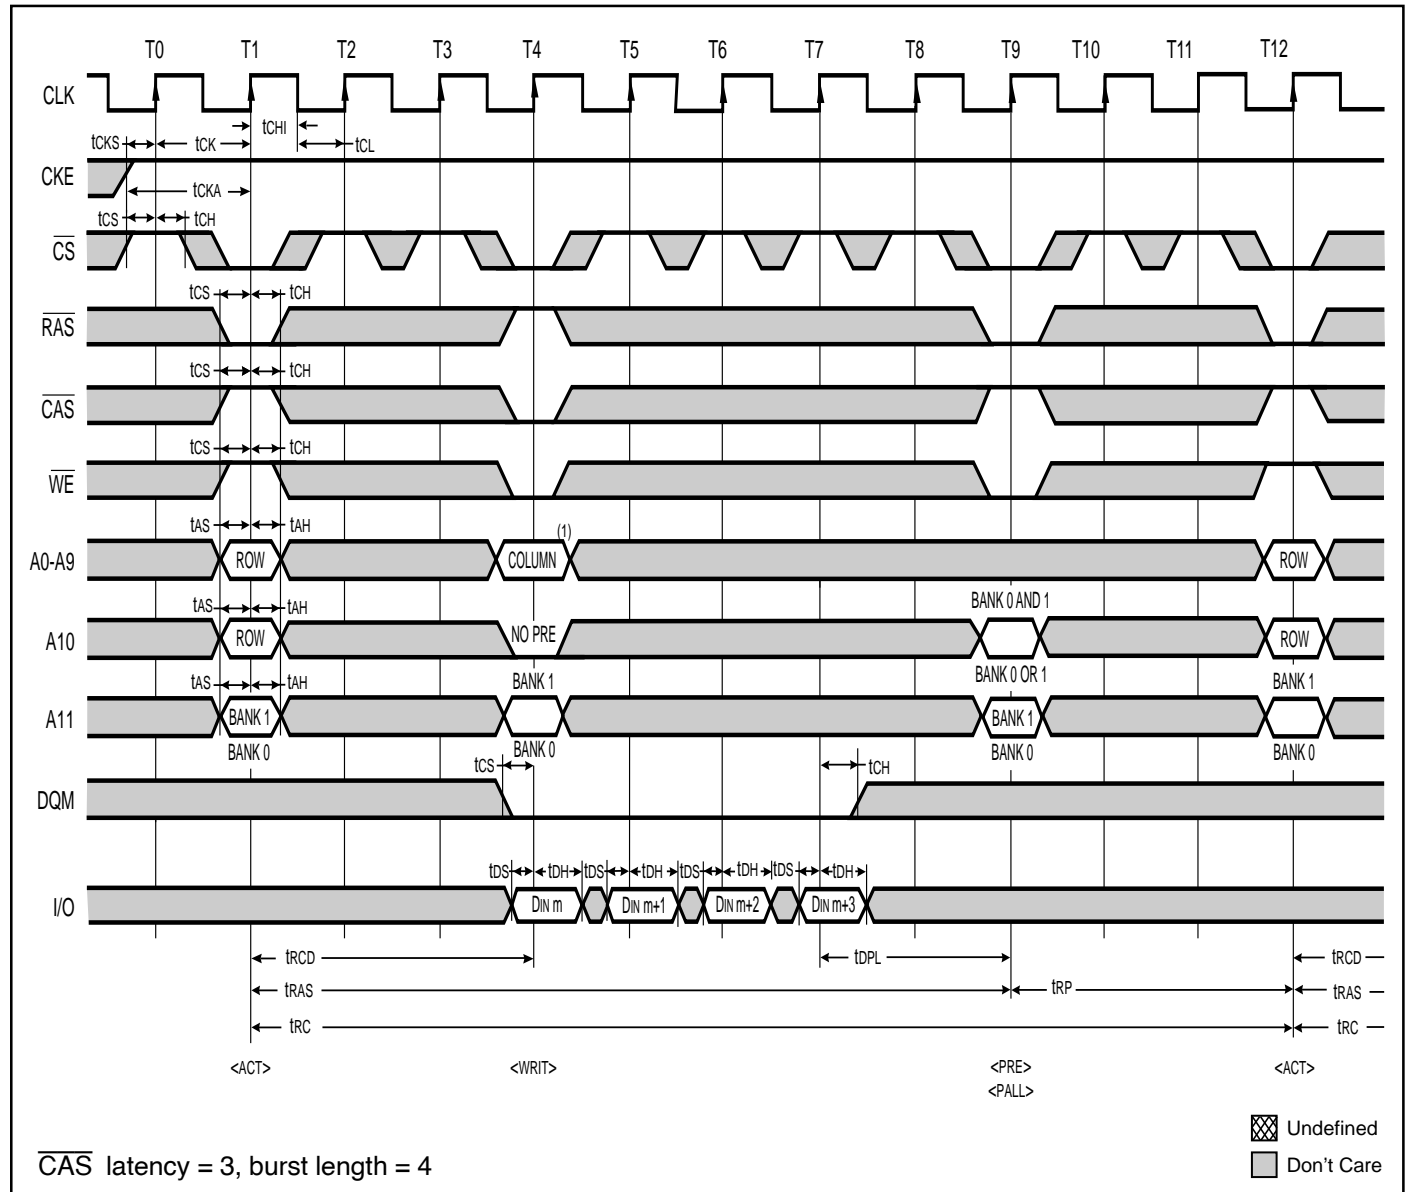 T0 T1 T2 T3 T4 T5 T6 T7 T8 T9 T10 T11 T12
CLK
tCHI
tCKS tCK tCL
CKE
tCKA
tCS tCH
CS
tCS tCH
RAS
tCS tCH
CAS
tCS tCH
WE
tAS tAH (1)
A0-A9 ROW COLUMN ROW
tAS tAH BANK 0 AND 1
A10 ROW NO PRE ROW
tAS tAH BANK 1 BANK 0 OR 1 BANK 1
A11 BANK 1 BANK 1
BANK 0 BANK 0 BANK 0 BANK 0
tCS tCH
DQM
tDS tDH tDS tDH tDS tDH tDS tDH
I/O DIN m DIN m+1 DIN m+2 DIN m+3
tRCD tDPL tRCD
tRAS tRP tRAS
tRC tRC
<ACT> <WRIT> <PRE> <ACT>
<PALL>
Undefined
CAS latency = 3, burst length = 4
Don't Care